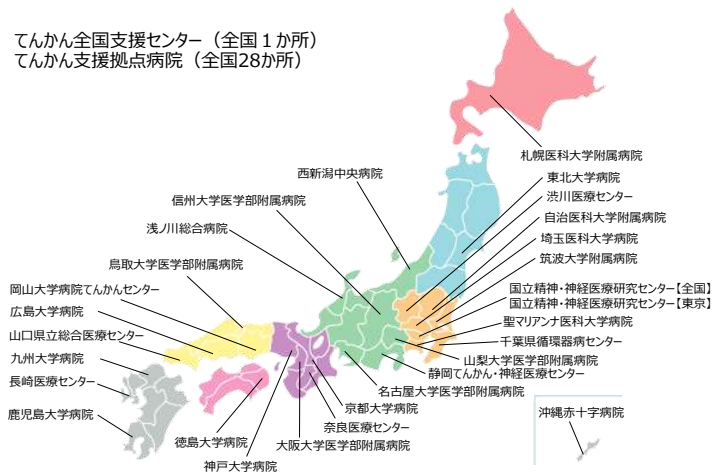 てんかん全国支援センター（全国１か所）
てんかん支援拠点病院（全国28か所）
札幌医科大学附属病院
西新潟中央病院
東北大学病院
信州大学医学部附属病院
渋川医療センター
自治医科大学附属病院
浅ノ川総合病院
埼玉医科大学病院
筑波大学附属病院
鳥取大学医学部附属病院
国立精神・神経医療研究センター【全国】
岡山大学病院てんかんセンター
国立精神・神経医療研究センター【東京】
広島大学病院
聖マリアンナ医科大学病院
山口県立総合医療センター
千葉県循環器病センター
九州大学病院
山梨大学医学部附属病院
静岡てんかん・神経医療センター
長崎医療センター
名古屋大学医学部附属病院
京都大学病院
鹿児島大学病院
沖縄赤十字病院
奈良医療センター
徳島大学病院
大阪大学医学部附属病院
神戸大学病院